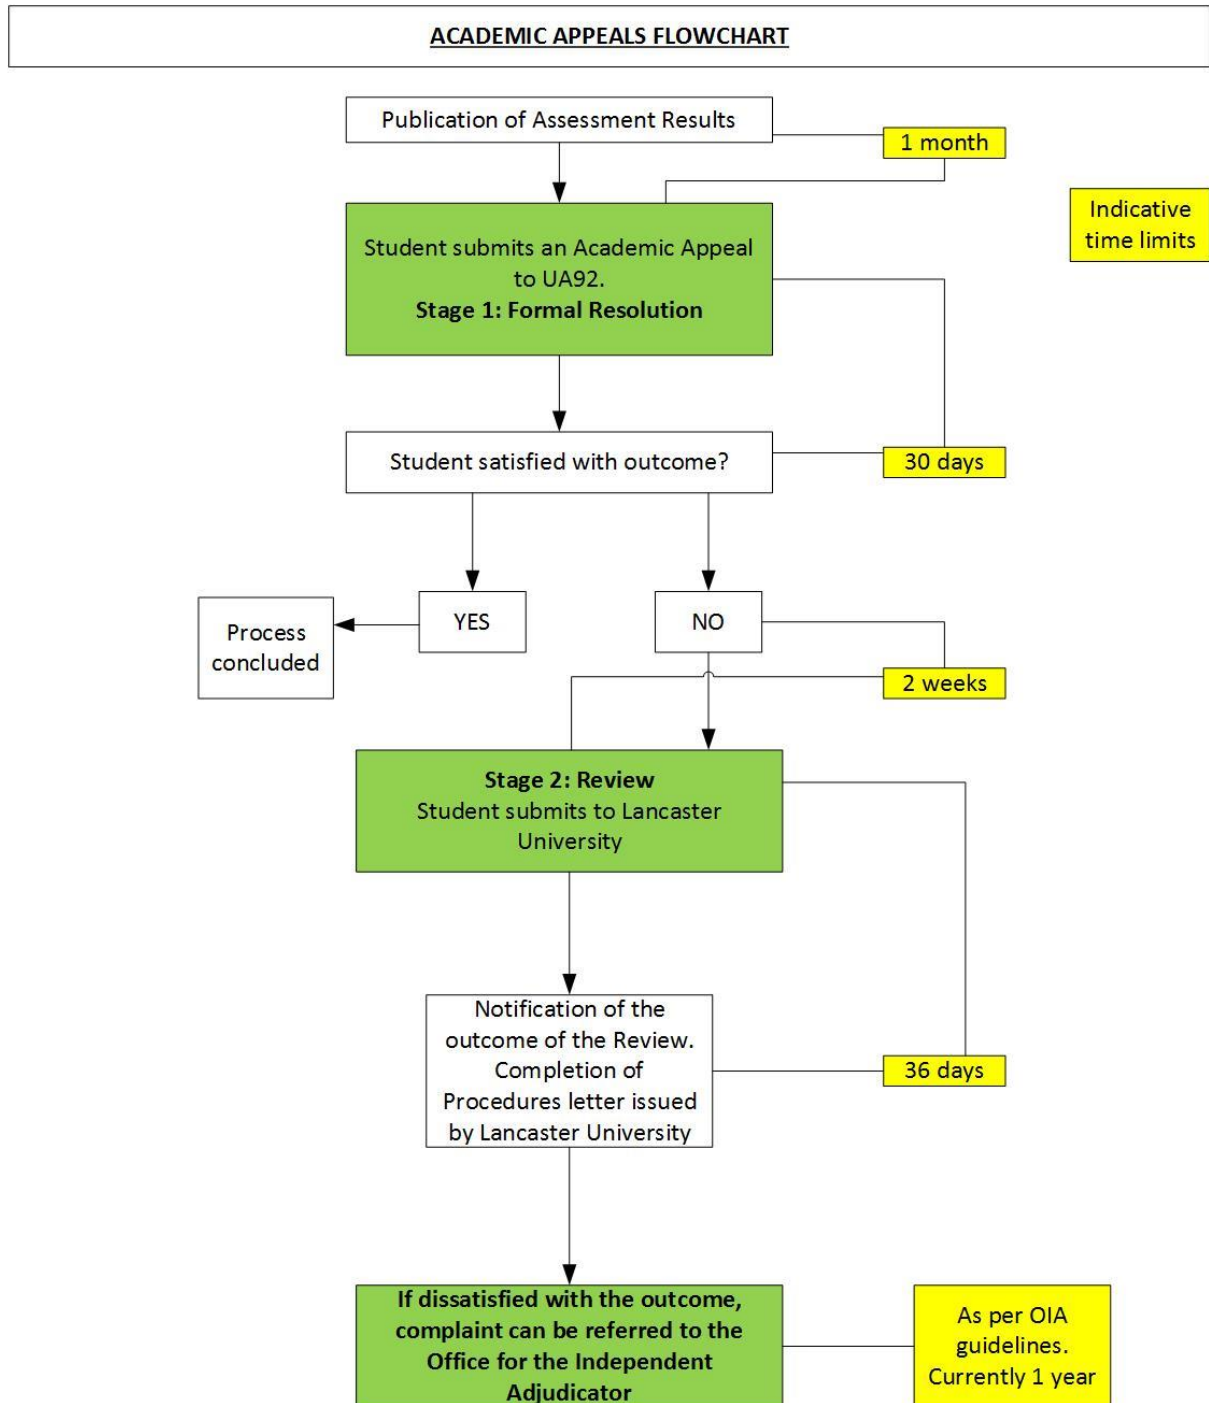 ACADEMIC APPEALS FLOWCHART
Publication of Assessment Results
1 month
Indicative
time limits
Student submits an Academic Appeal
to UA92.
Stage 1: Formal Resolution
Student satisfied with outcome?
30 days
YES
NO
Process
concluded
2 weeks
Stage 2: Review
Student submits to Lancaster
University
Notification of the
outcome of the Review.
Completion of
Procedures letter issued
by Lancaster University
36 days
If dissatisfied with the outcome,
complaint can be referred to the
Office for the Independent
Adjudicator
As per OIA
guidelines.
Currently 1 year